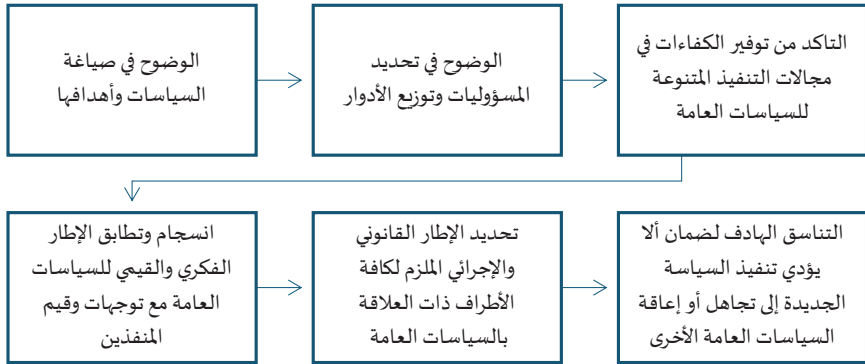 الوضوح في صياغة
السياسات وأهدافها
الوضوح في تحديد
المسؤوليات وتوزيع الأدوار
التاكد من توفير الكفاءات في
مجالات التنفيذ المتنوعة
للسياسات العامة
انسجام وتطابق الإطار
الفكري والقيمي للسياسات
العامة مع توجهات وقيم
المنفذين
تحديد الإطار القانوني
والإجرائي الملزم لكافة
الأطراف ذات العلاقة
بالسياسات العامة
التناسق الهادف لضمان ألا
يؤدي تنفيذ السياسة
الجديدة إلى تجاهل أو إعاقة
السياسات العامة الأخرى